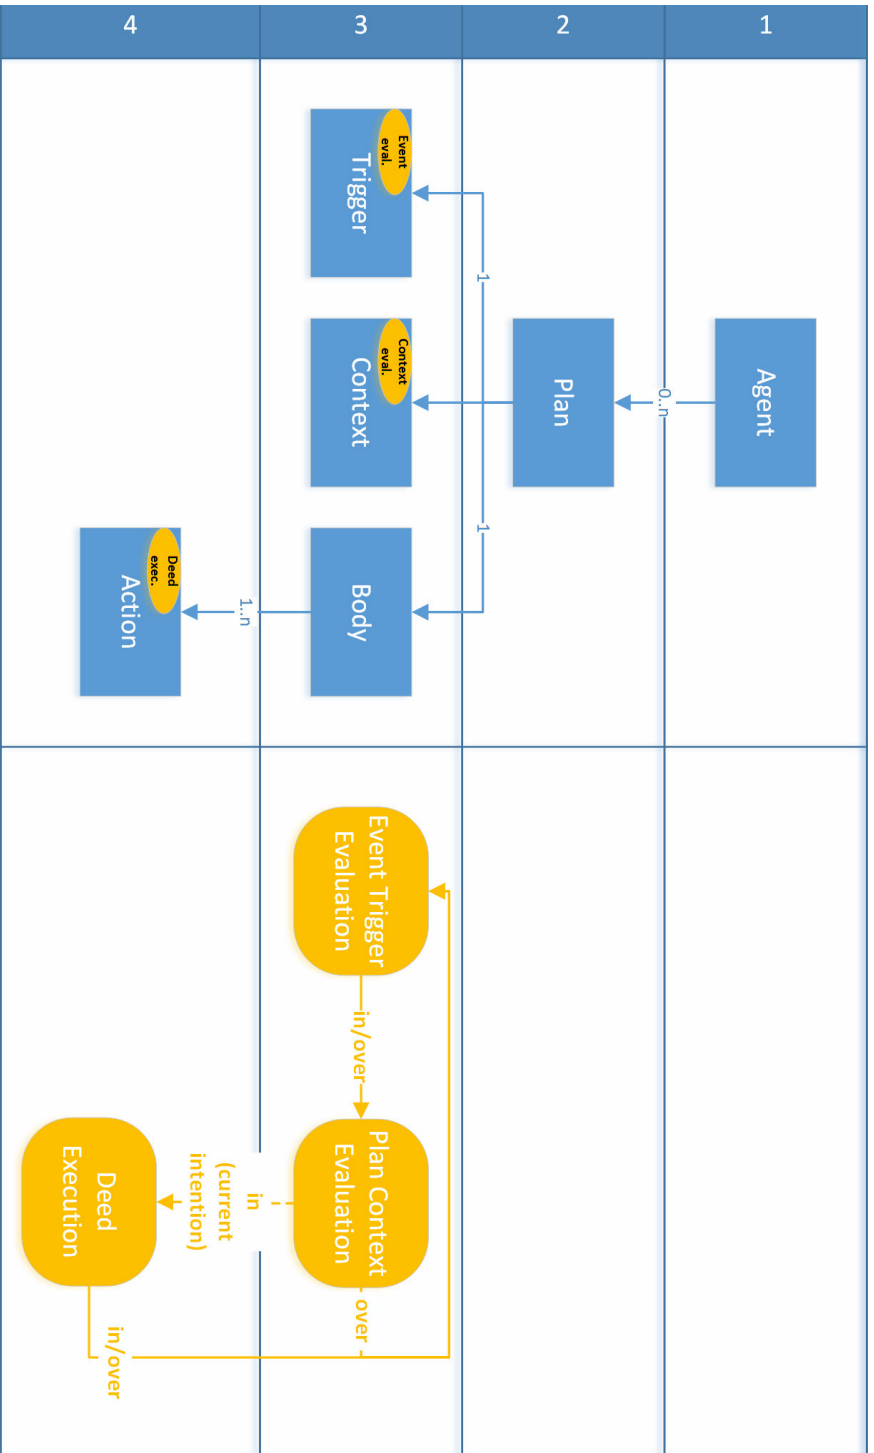 1
2
3
4
Agent
0..n
Plan
1
1
Event
eval.
Trigger
Context
eval.
Context
Body
1..n
Deed
exec.
Action
Event Trigger
Evaluation
in/over
Plan Context
Evaluation
over
in
(current
intention)
Deed
Execution
in/over